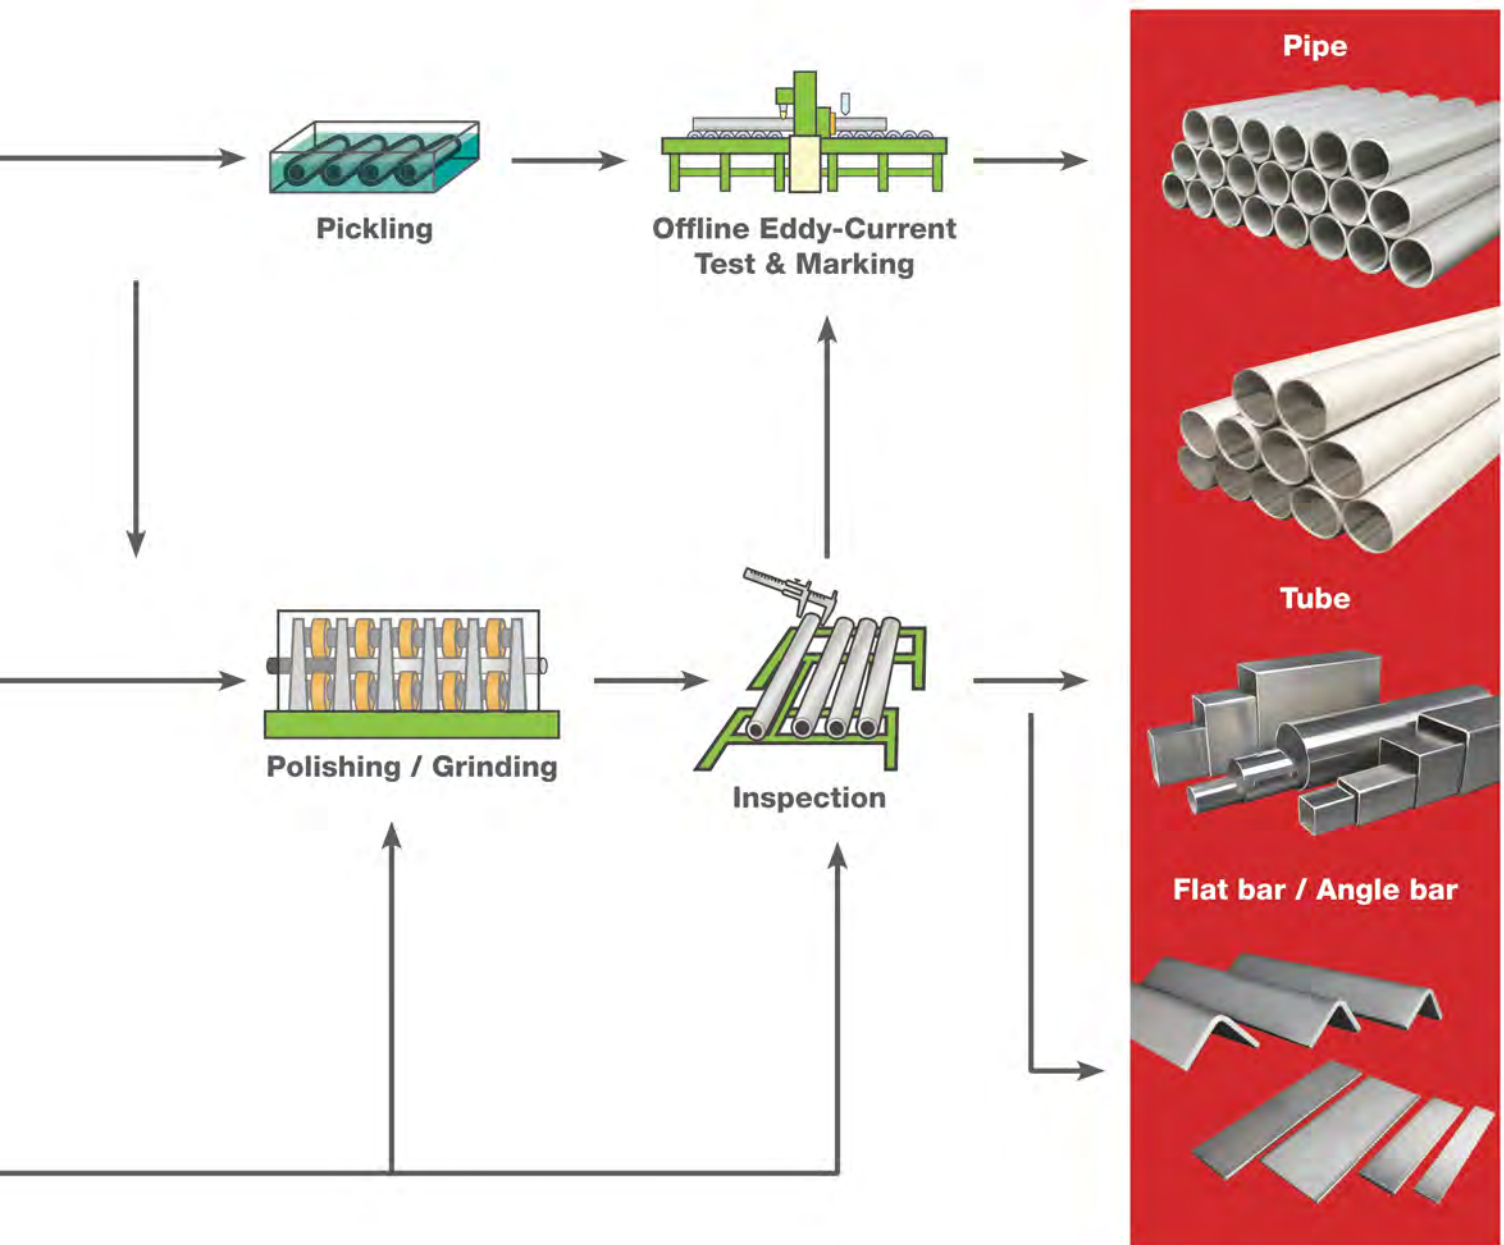 Pipe
Pickling
Offline Eddy-Current
Test & Marking
Tube
Polishing / Grinding
Inspection
Flat bar / Angle bar